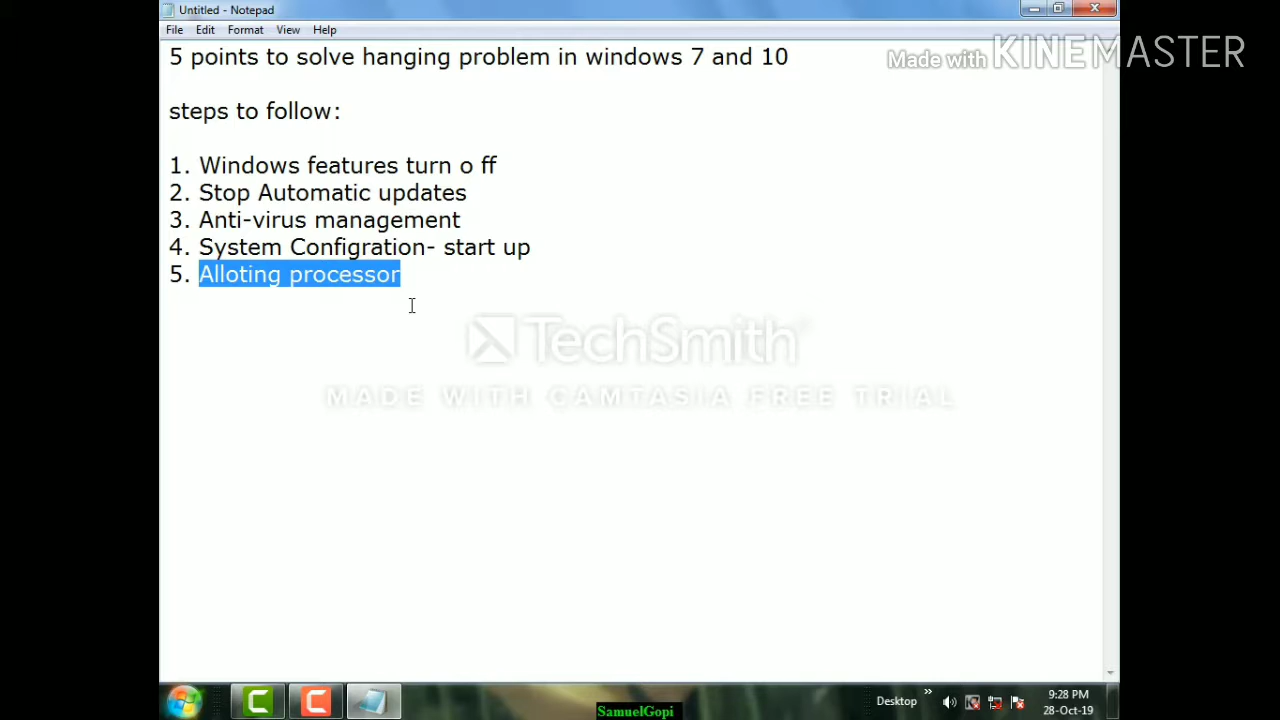 Untitled - Notepad
File Edit Format View Help
Made with KINEMASTER
5 points to solve hanging problem in windows 7 and 10
steps to follow:
1. Windows features turn o ff
2. Stop Automatic updates
3. Anti-virus management
4. System Configration- start up
5. Alloting processor
TechSmith
MADE WITH CAMTASIA FREE TRIAL
Desktop
9:28 PM
28-Oct-19
SamuelGopi